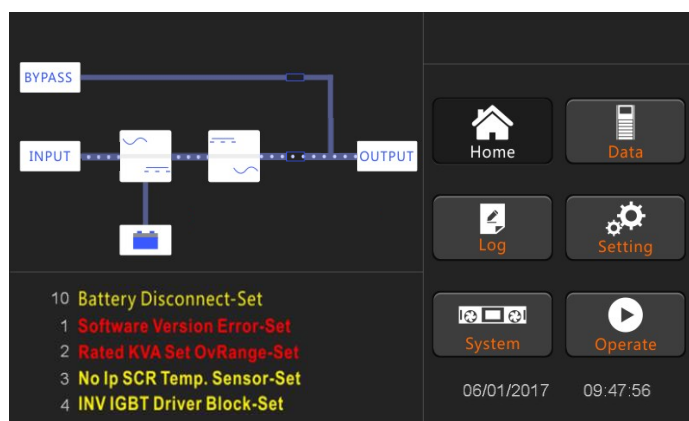 BYPASS
INPUT
OUTPUT
10 Battery Disconnect-Set
1 Software Version Error-Set
2 Rated KVA Set OvRange-Set
3 No Ip SCR Temp. Sensor-Set
4 INV IGBT Driver Block-Set
Home
Data
Log
Setting
System
Operate
06/01/2017 09:47:56